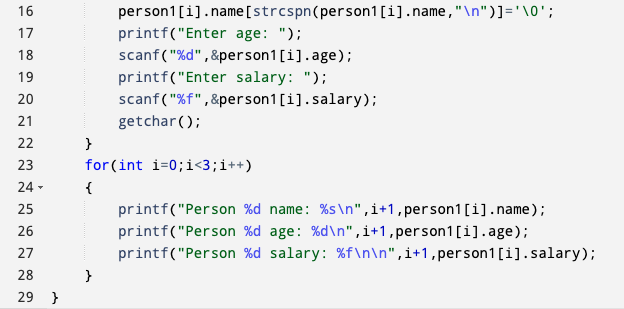 16 person1[i].name[strcspn(person1[i].name,"\n")]='\0';
17 printf("Enter age: ");
18 scanf("%d",&person1[i].age);
19 printf("Enter salary: ");
20 scanf("%f",&person1[i].salary);
21 getchar();
22 }
23 for(int i=0;i<3;i++)
24 {
25 printf("Person %d name: %s\n",i+1,person1[i].name);
26 printf("Person %d age: %d\n",i+1,person1[i].age);
27 printf("Person %d salary: %f\n\n",i+1,person1[i].salary);
28 }
29 }